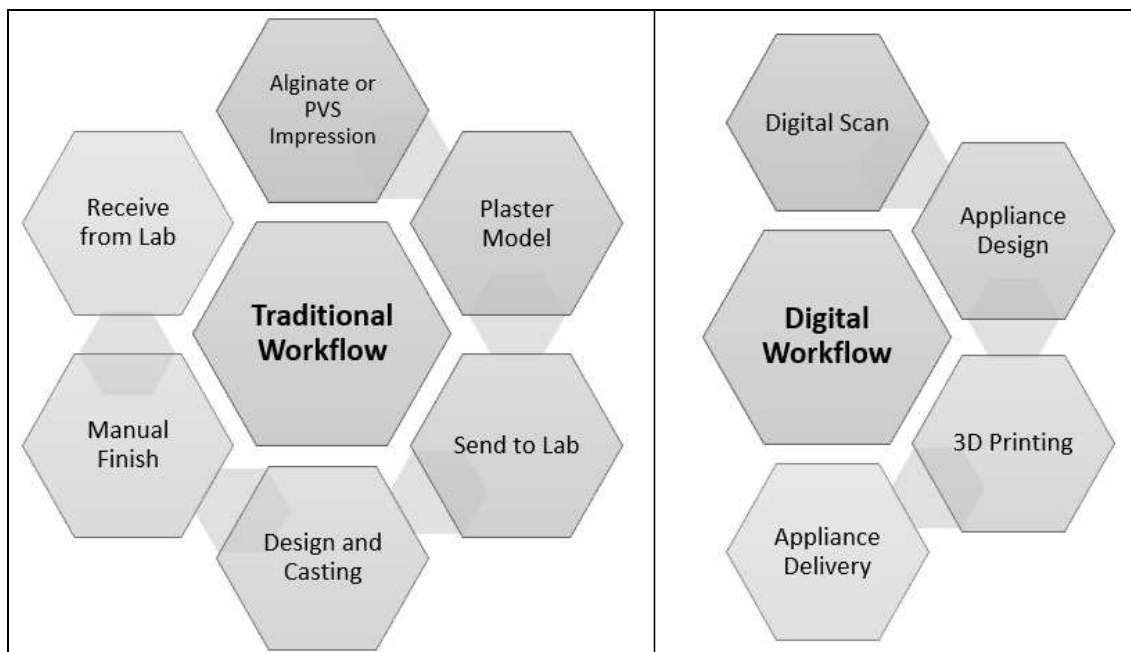 Alginate or
PVS
Impression
Plaster
Model
Send to Lab
Design and
Casting
Manual
Finish
Receive
from Lab
Traditional
Workflow
Digital Scan
Appliance
Design
3D Printing
Appliance
Delivery
Digital
Workflow